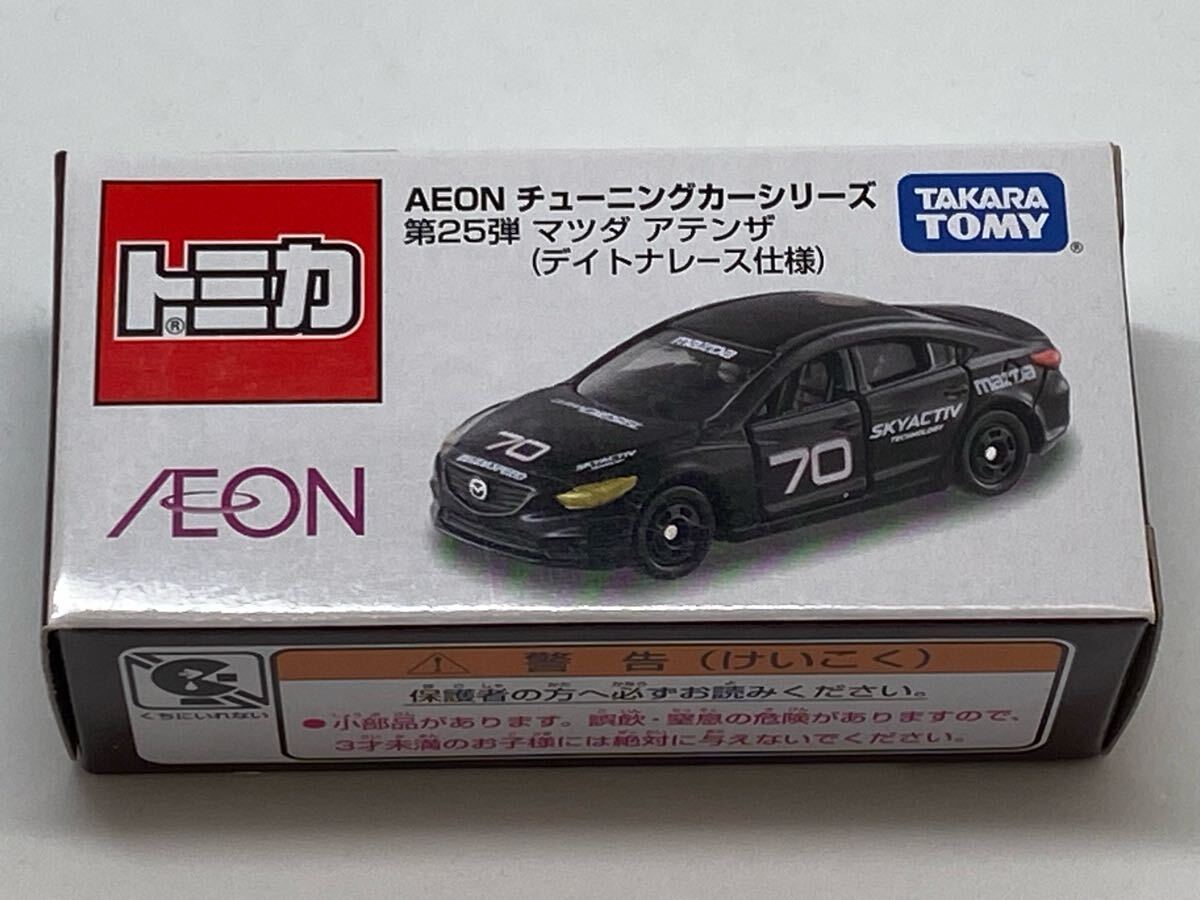 トミカ
®
AEON チューニングカーシリーズ
第25弾 マツダ アテンザ
(デイトナレース仕様)
TAKARA
TOMY
®
AEON
70
SKYACTIV
70
SKYACTIV
TECHNOLOGY
mazda
くちにいれない
警告(けいこく)
保護者の方へ必ずお読みください。
●小部品があります。誤飲・窒息の危険がありますので、
3才未満のお子様には絶対に与えないでください。